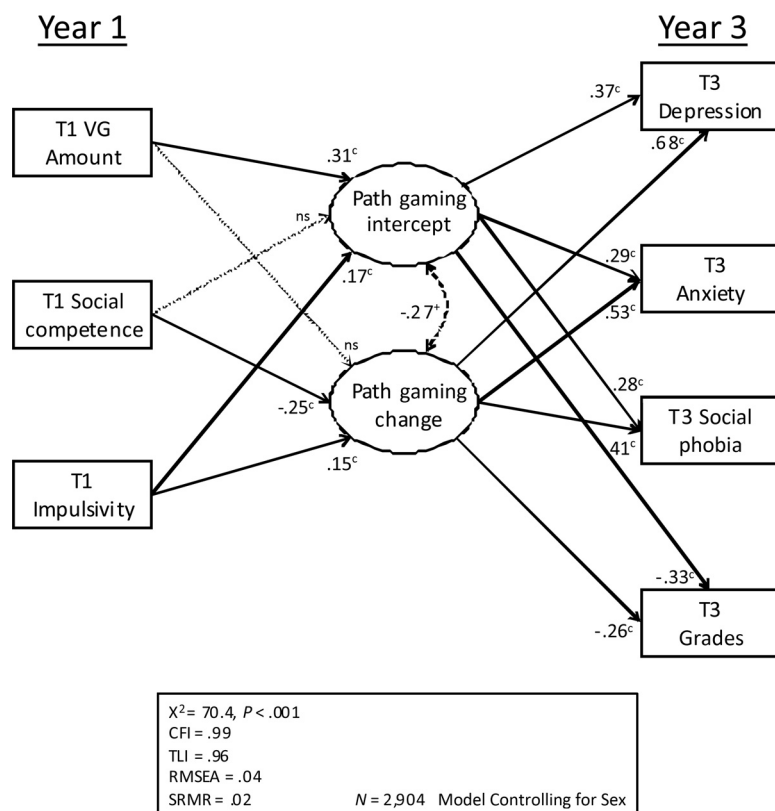 Year 1
Year 3
T1 VG
Amount
T1 Social
competence
T1
Impulsivity
.31ᶜ
ns
.17ᶜ
Path gaming
intercept
-.27⁺
ns
-.25ᶜ
.15ᶜ
Path gaming
change
.37ᶜ
.68ᶜ
.29ᶜ
.53ᶜ
.28ᶜ
.41ᶜ
-.33ᶜ
-.26ᶜ
T3
Depression
T3
Anxiety
T3 Social
phobia
T3
Grades
X² = 70.4, P < .001
CFI = .99
TLI = .96
RMSEA = .04
SRMR = .02 N = 2,904 Model Controlling for Sex